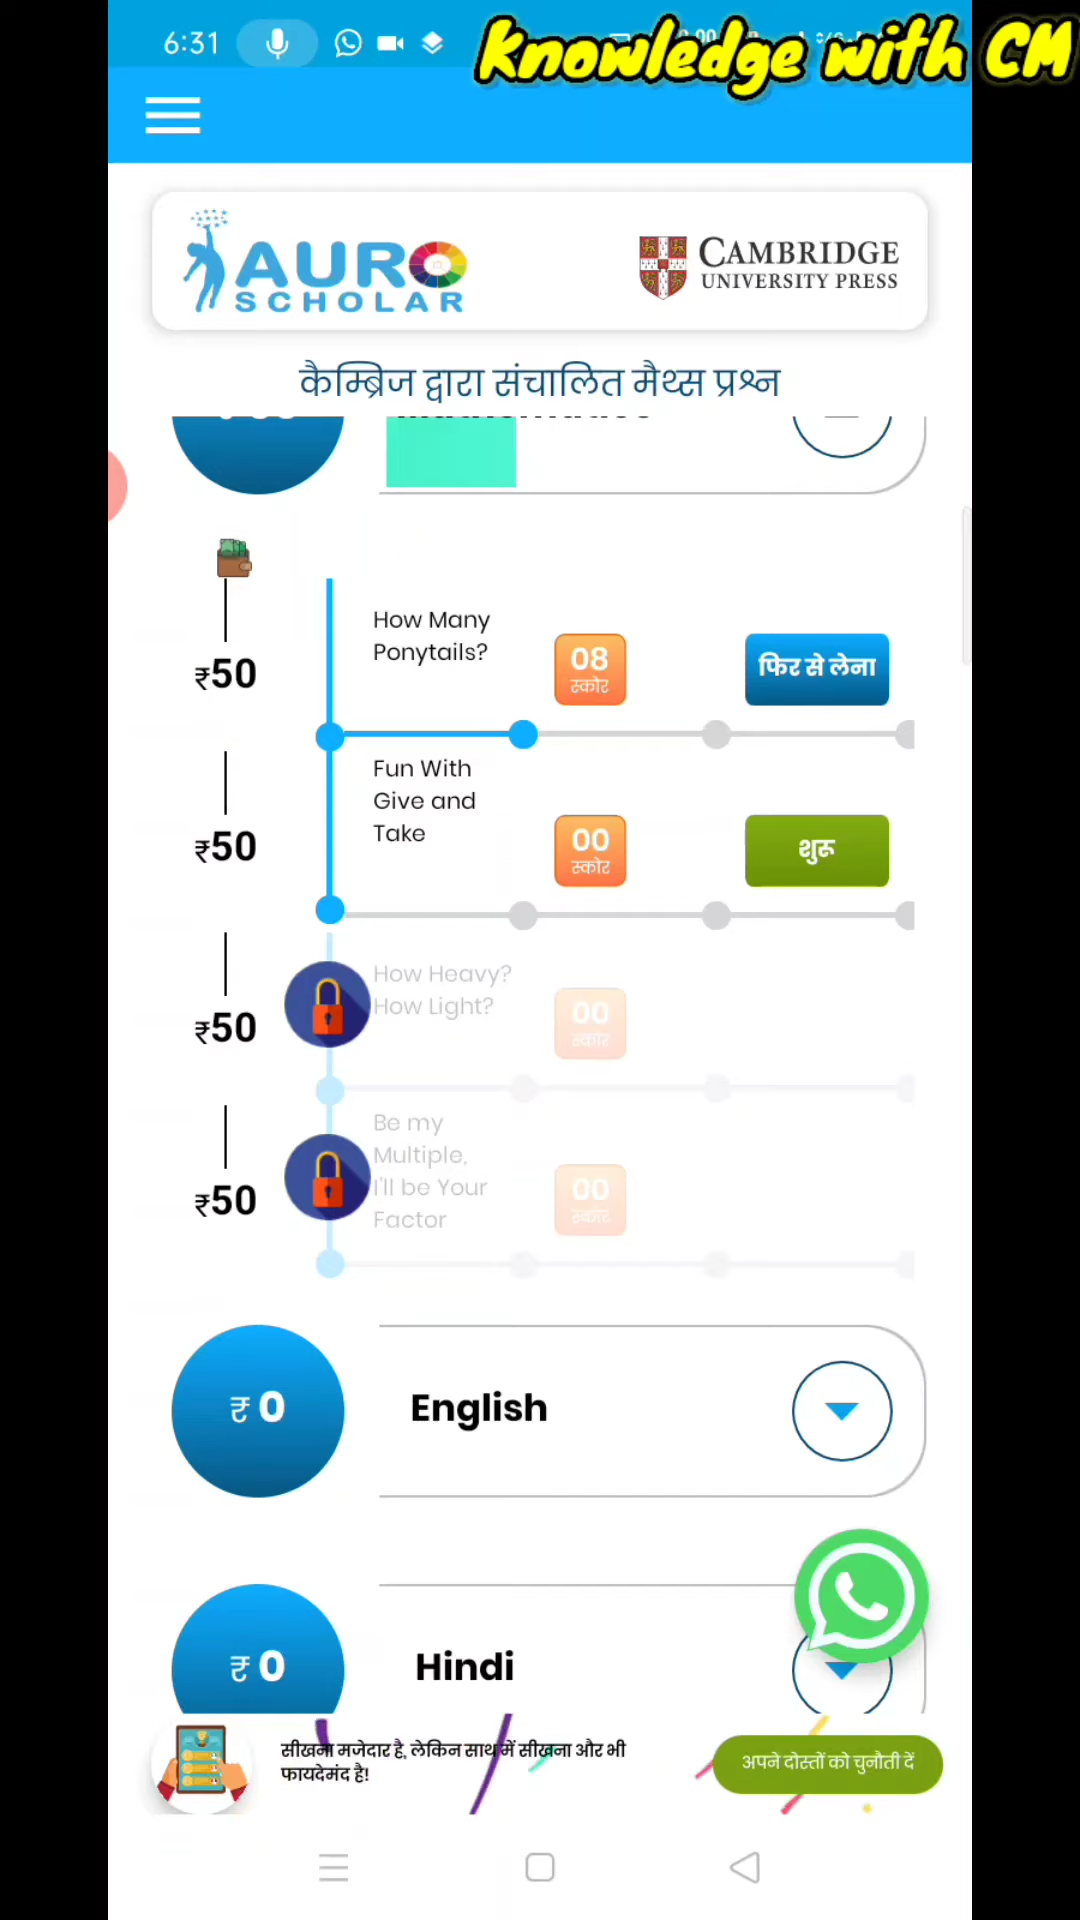 6:31
Knowledge with CM
AURO
SCHOLAR
CAMBRIDGE
UNIVERSITY PRESS
कैम्ब्रिज द्वारा संचालित मैथ्स प्रश्न
How Many
Ponytails?
₹50
08
स्कोर
फिर से लेना
Fun With
Give and
Take
₹50
00
स्कोर
शुरू
How Heavy?
How Light?
₹50
00
स्कोर
Be my
Multiple,
I'll be Your
Factor
₹50
00
स्कोर
₹ 0
English
₹ 0
Hindi
सीखना मजेदार है, लेकिन साथ में सीखना और भी
फायदेमंद है!
अपने दोस्तों को चुनौती दें